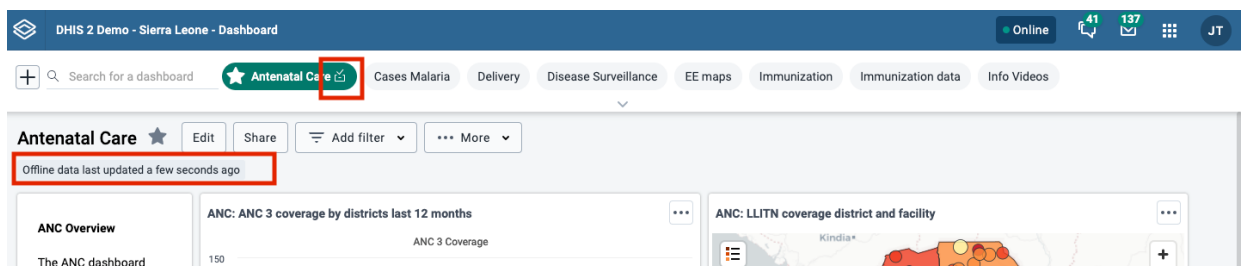 DHIS 2 Demo - Sierra Leone - Dashboard
Online
41
137
JT
Search for a dashboard
Antenatal Care
Cases Malaria
Delivery
Disease Surveillance
EE maps
Immunization
Immunization data
Info Videos
Antenatal Care
Edit
Share
Add filter
More
Offline data last updated a few seconds ago
ANC Overview
The ANC dashboard
ANC: ANC 3 coverage by districts last 12 months
ANC 3 Coverage
150
ANC: LLITN coverage district and facility
Kindia